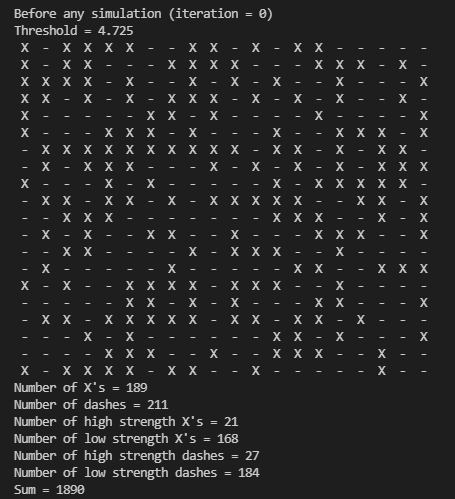 Before any simulation (iteration = 0)
Threshold = 4.725
X - X X X X - - X X - X - X X - - - - -
X - X X - - - X X X X - - - X X X - X -
X X X X - X - - X - X - X - - X - - - X
X X - X - X - X X X - X - X - X - - X -
X - - - - - X X - X - - - - X - - - - X
X - - - X X X - X X - - X - - X X X - X
- X X X X X X X X X X - X - X X - X X -
- X - X X X - - - X - X - X - X - X X X
X - - - X - X - - - - - X - X X X X X -
- X X - X X - X - X X X X X - - X X - X
- - X X X - - - - - - - X X X - - X - X
- X - X - - X X - - X - - - X X X - - X
- - X X - - - - X - X X X - - X - - - -
- X - - - - - X - - - - - X X - - X X X
X - X - - X X X X - X X X - - X - - - -
- - - - - X X - X - X - - - X X - - - X
- X X - X X X X X - X X - X X - X - - -
- - - X - X - - - - - - X X - X - - - X
- - - - X X X - - X - - X X X - - X - -
X - X X X X - X X - - X - - - - - X - -
Number of X's = 189
Number of dashes = 211
Number of high strength X's = 21
Number of low strength X's = 168
Number of high strength dashes = 27
Number of low strength dashes = 184
Sum = 1890